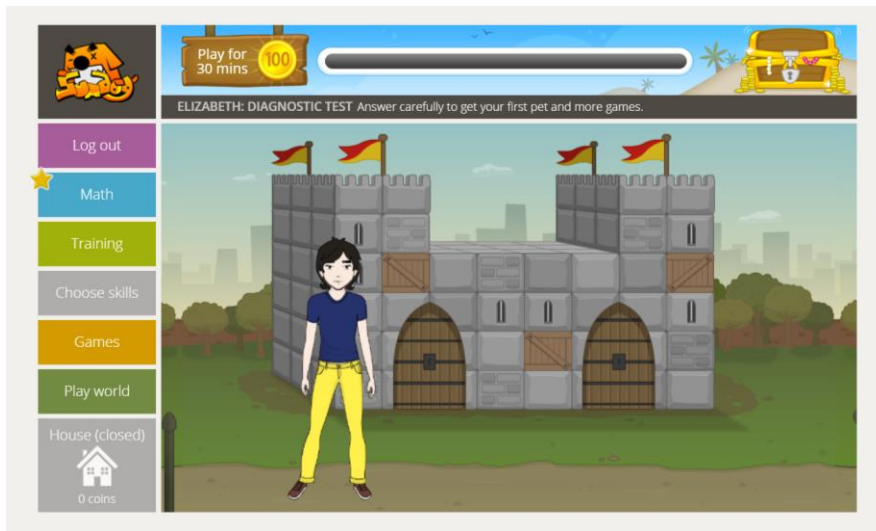 Sumdog
Play for
30 mins
100
ELIZABETH: DIAGNOSTIC TEST Answer carefully to get your first pet and more games.
Log out
Math
Training
Choose skills
Games
Play world
House (closed)
0 coins